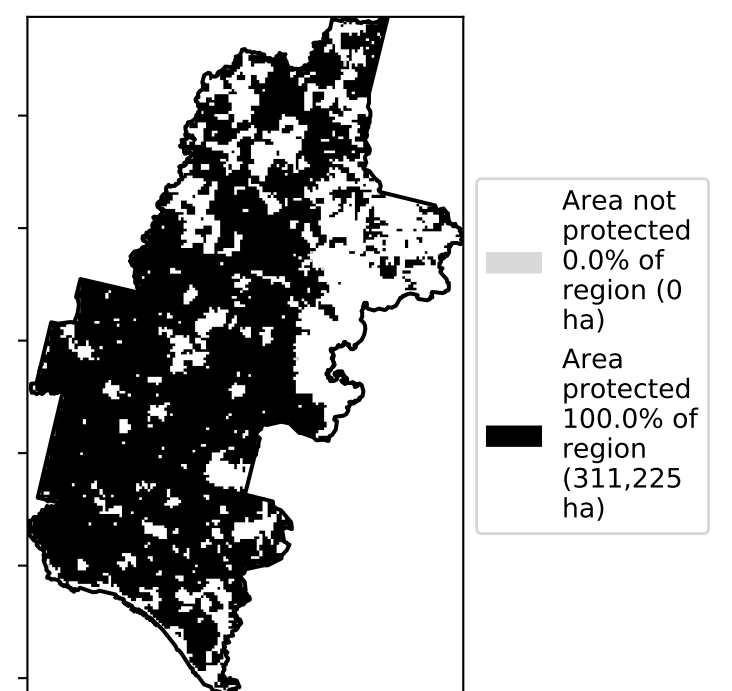 Area not
protected
0.0% of
region (0
ha)
Area
protected
100.0% of
region
(311,225
ha)